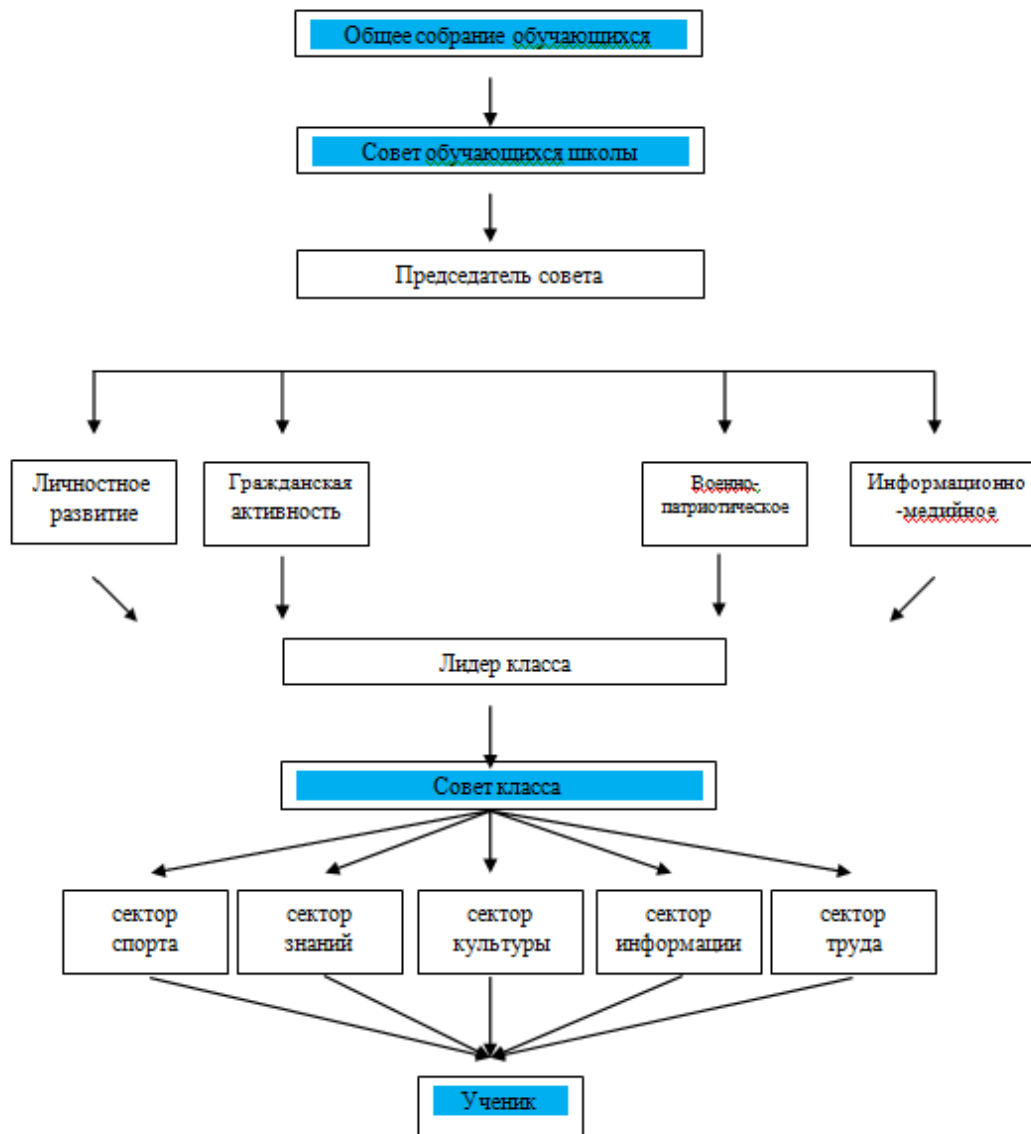 Общее собрание обучающихся
Совет обучающихся школы
Председатель совета
Личностное
развитие
Гражданская
активность
Военно-
патриотическое
Информационно
-медийное
Лидер класса
Совет класса
сектор
спорта
сектор
знаний
сектор
культуры
сектор
информации
сектор
труда
Ученик